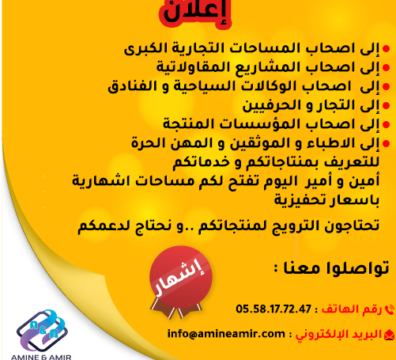 إعلان
إلى اصحاب المساحات التجارية الكبرى
إلى اصحاب المشاريع المقاولاتية
إلى اصحاب الوكالات السياحية و الفنادق
إلى التجار و الحرفيين
إلى اصحاب المؤسسات المنتجة
إلى الاطباء و الموثقين و المهن الحرة
للتعريف بمنتاجاتكم و خدماتكم
أمين و أمير اليوم تفتح لكم مساحات اشهارية
باسعار تحفيزية
تحتاجون الترويج لمنتجاتكم ..و نحتاج لدعمكم
إشهار
تواصلوا معنا :
رقم الهاتف : 05.58.17.72.47
البريد الإلكتروني : info@amineamir.com
AMINE & AMIR